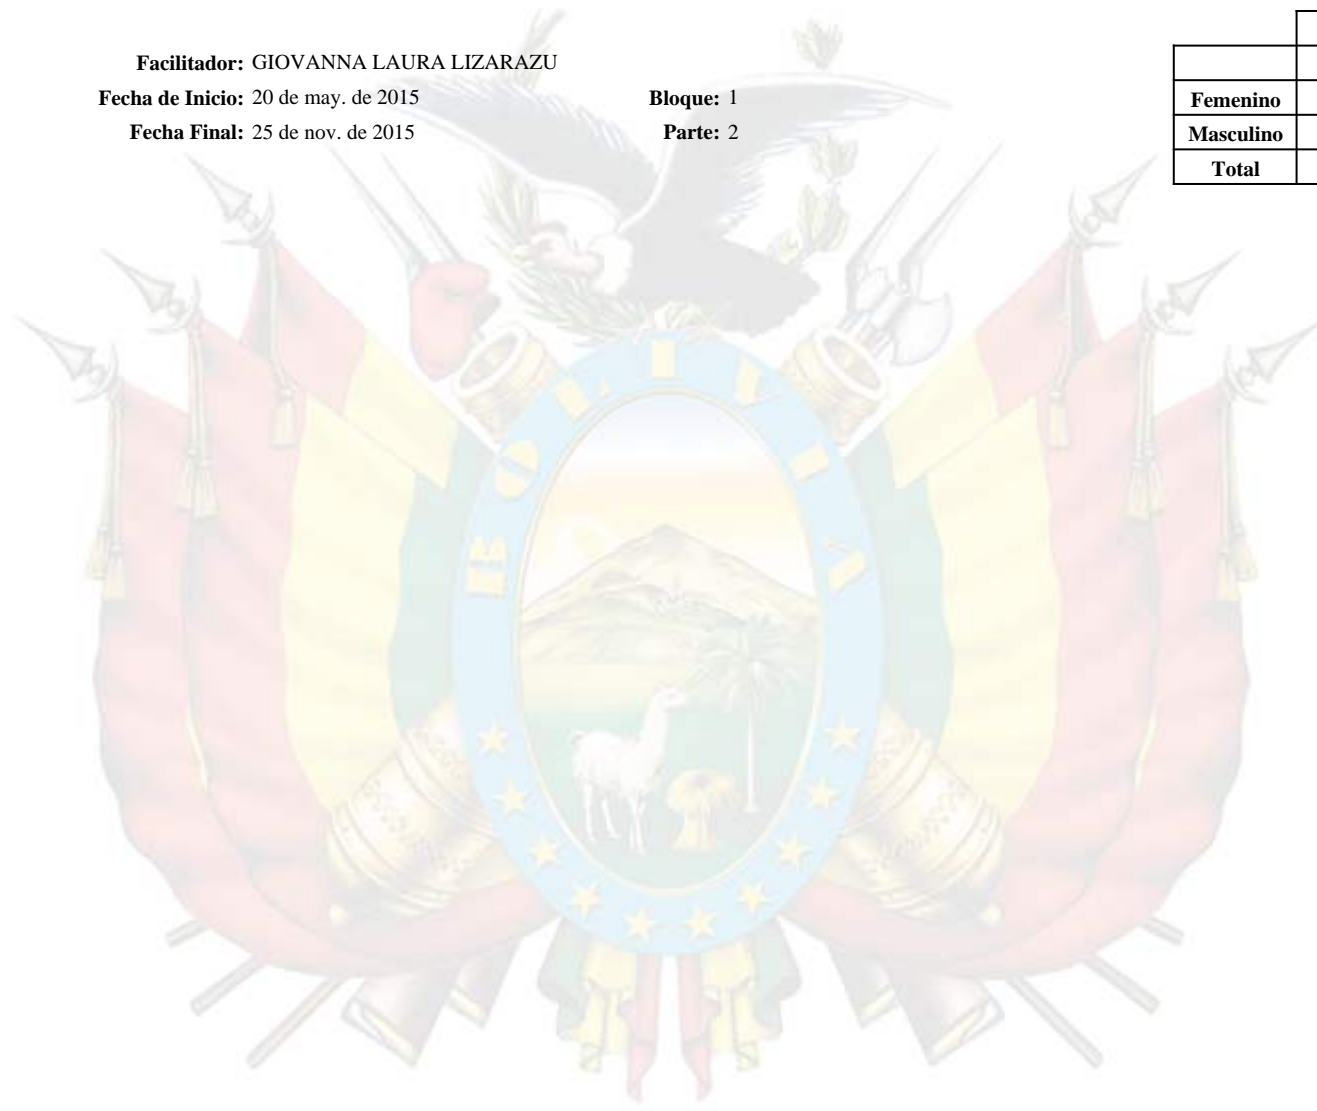 Facilitador: GIOVANNA LAURA LIZARAZU
Fecha de Inicio: 20 de may. de 2015 Bloque: 1
Fecha Final: 25 de nov. de 2015 Parte: 2
Femenino
Masculino
Total
BOLIVIA